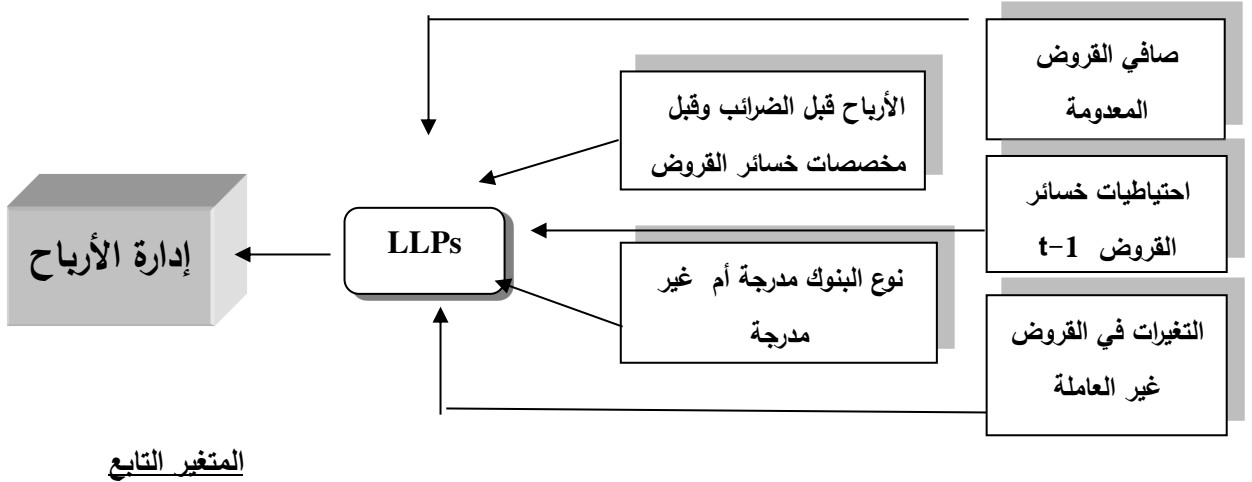 صافي القروض
المعدومة
الأرباح قبل الضرائب وقبل
مخصصات خسائر القروض
احتياطيات خسائر
القروض t-1
LLPs
إدارة الأرباح
نوع البنوك مدرجة أم غير
مدرجة
التغيرات في القروض
غير العاملة
المتغير التابع